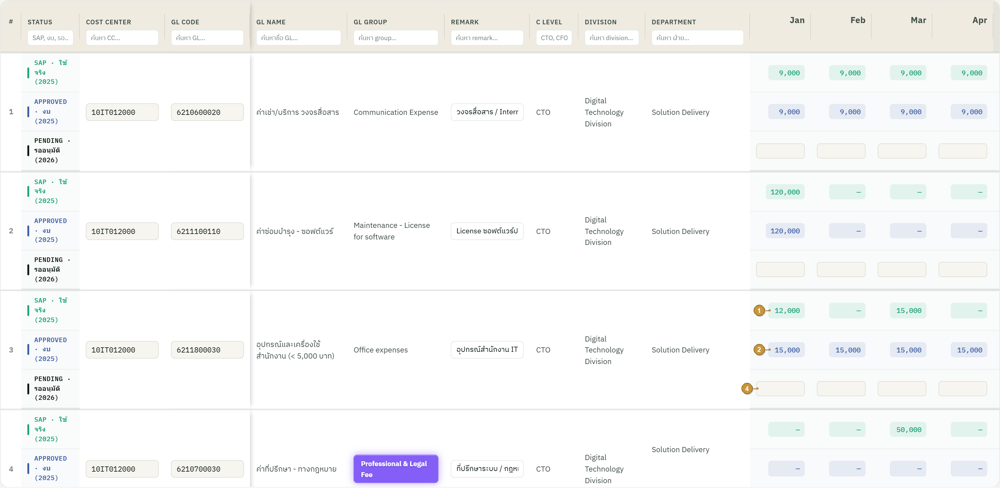 #
STATUS
COST CENTER
GL CODE
GL NAME
GL GROUP
REMARK
C LEVEL
DIVISION
DEPARTMENT
Jan
Feb
Mar
Apr
SAP, งบ, รอ...
ค้นหา CC...
ค้นหา GL...
ค้นหาชื่อ GL...
ค้นหา group...
ค้นหา remark...
CTO, CFO
ค้นหา division...
ค้นหา ฝ่าย...
1
SAP · ใช้
จริง
(2025)
APPROVED
· งบ
(2025)
PENDING ·
รออนุมัติ
(2026)
10IT012000
6210600020
ค่าเช่า/บริการ วงจรสื่อสาร
Communication Expense
วงจรสื่อสาร / Interr
CTO
Digital
Technology
Division
Solution Delivery
9,000
9,000
9,000
9,000
9,000
9,000
9,000
9,000
2
SAP · ใช้
จริง
(2025)
APPROVED
· งบ
(2025)
PENDING ·
รออนุมัติ
(2026)
10IT012000
6211100110
ค่าซ่อมบำรุง - ซอฟต์แวร์
Maintenance - License
for software
License ซอฟต์แวร์ป
CTO
Digital
Technology
Division
Solution Delivery
120,000
–
–
–
120,000
–
–
–
3
SAP · ใช้
จริง
(2025)
APPROVED
· งบ
(2025)
PENDING ·
รออนุมัติ
(2026)
10IT012000
6211800030
อุปกรณ์และเครื่องใช้
สำนักงาน (< 5,000 บาท)
Office expenses
อุปกรณ์สำนักงาน IT
CTO
Digital
Technology
Division
Solution Delivery
1
12,000
–
15,000
–
2
15,000
15,000
15,000
15,000
4
4
SAP · ใช้
จริง
(2025)
APPROVED
· งบ
(2025)
10IT012000
6210700030
ค่าที่ปรึกษา - ทางกฎหมาย
Professional & Legal
Fee
ที่ปรึกษาระบบ / กฎห
CTO
Digital
Technology
Division
Solution Delivery
–
–
50,000
–
–
–
–
–